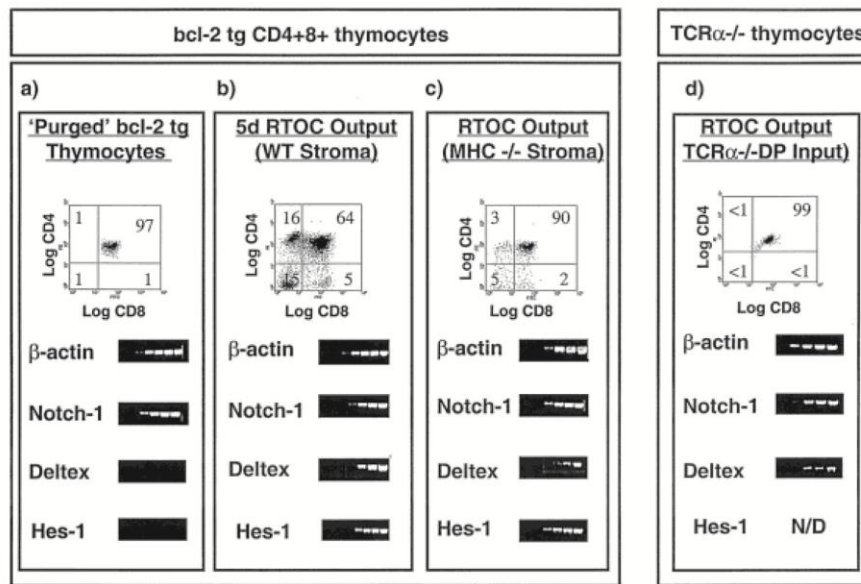 bcl-2 tg CD4+8+ thymocytes
TCRα-/- thymocytes
a)
'Purged' bcl-2 tg
Thymocytes
1
97
1
1
Log CD4
Log CD8
β-actin
Notch-1
Deltex
Hes-1
b)
5d RTOC Output
(WT Stroma)
16
64
15
5
Log CD4
Log CD8
β-actin
Notch-1
Deltex
Hes-1
c)
RTOC Output
(MHC -/- Stroma)
3
90
5
2
Log CD4
Log CD8
β-actin
Notch-1
Deltex
Hes-1
d)
RTOC Output
TCRα-/-DP Input
<1
99
<1
<1
Log CD4
Log CD8
β-actin
Notch-1
Deltex
Hes-1 N/D